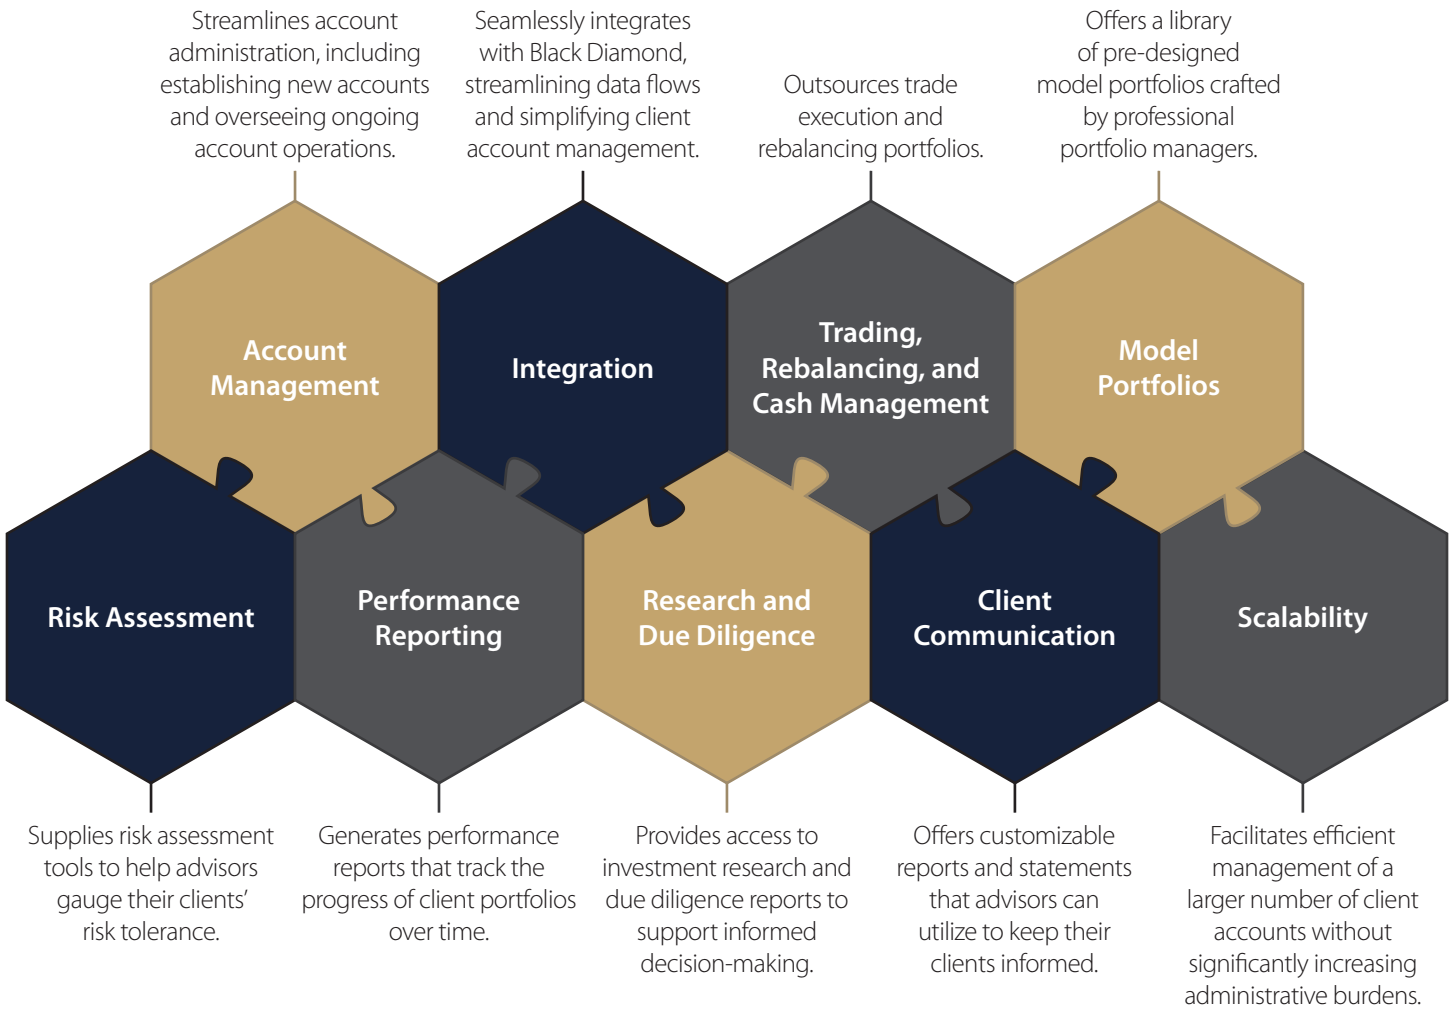 Streamlines account
administration, including
establishing new accounts
and overseeing ongoing
account operations.
Seamlessly integrates
with Black Diamond,
streamlining data flows
and simplifying client
account management.
Outsources trade
execution and
rebalancing portfolios.
Offers a library
of pre-designed
model portfolios crafted
by professional
portfolio managers.
Account
Management
Integration
Trading,
Rebalancing, and
Cash Management
Model
Portfolios
Risk Assessment
Performance
Reporting
Research and
Due Diligence
Client
Communication
Scalability
Supplies risk assessment
tools to help advisors
gauge their clients’
risk tolerance.
Generates performance
reports that track the
progress of client portfolios
over time.
Provides access to
investment research and
due diligence reports to
support informed
decision-making.
Offers customizable
reports and statements
that advisors can
utilize to keep their
clients informed.
Facilitates efficient
management of a
larger number of client
accounts without
significantly increasing
administrative burdens.